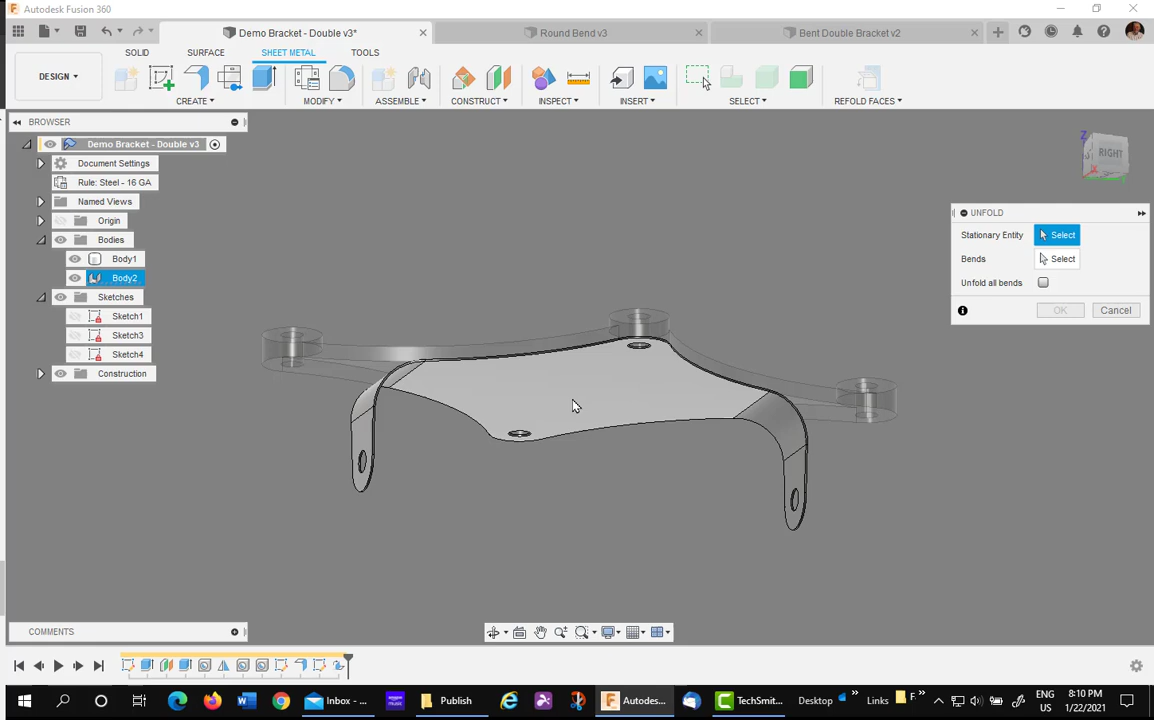 Autodesk Fusion 360
Demo Bracket - Double v3*
Round Bend v3
Bent Double Bracket v2
SOLID
SURFACE
SHEET METAL
TOOLS
DESIGN
CREATE
MODIFY
ASSEMBLE
CONSTRUCT
INSPECT
INSERT
SELECT
REFOLD FACES
BROWSER
Demo Bracket - Double v3
Document Settings
Rule: Steel - 16 GA
Named Views
Origin
Bodies
Body1
Body2
Sketches
Sketch1
Sketch3
Sketch4
Construction
Z
RIGHT
X
UNFOLD
Stationary Entity
Select
Bends
Select
Unfold all bends
OK
Cancel
COMMENTS
Inbox - ...
Publish
Autodes...
TechSmit...
Desktop
Links
F...
ENG
US
8:10 PM
1/22/2021